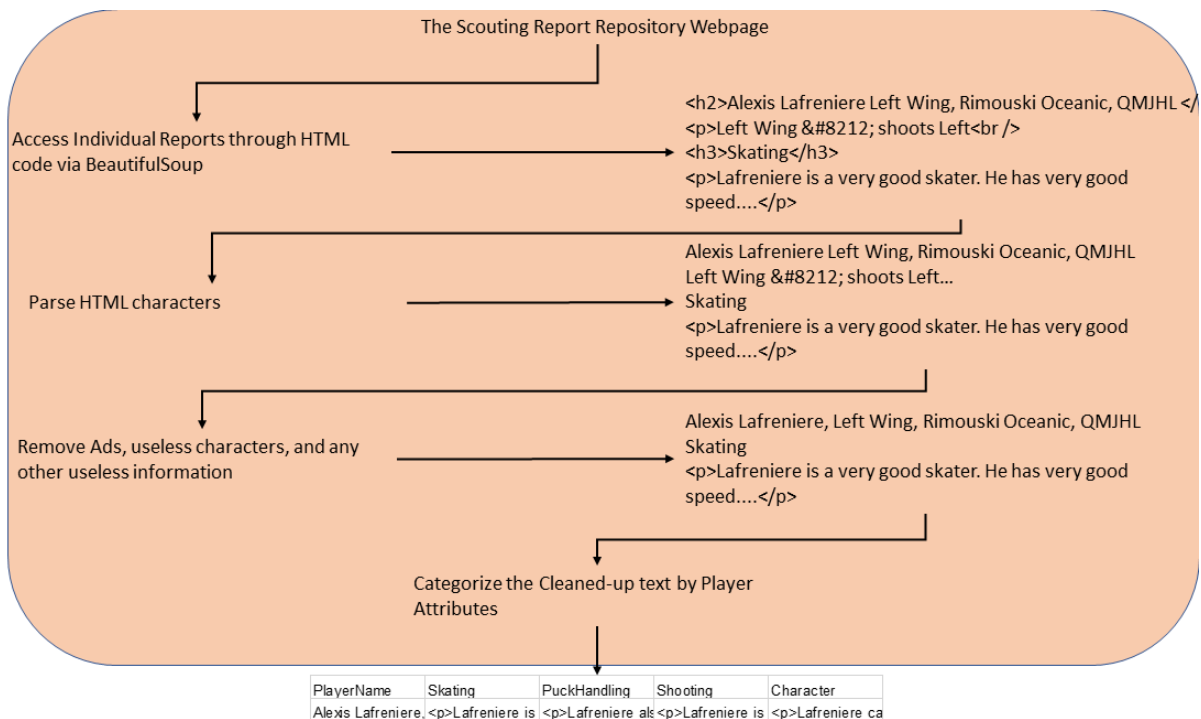 The Scouting Report Repository Webpage
Access Individual Reports through HTML
code via BeautifulSoup
<h2>Alexis Lafreniere Left Wing, Rimouski Oceanic, QMJHL </
<p>Left Wing &#8212; shoots Left<br />
<h3>Skating</h3>
<p>Lafreniere is a very good skater. He has very good
speed....</p>
Parse HTML characters
Alexis Lafreniere Left Wing, Rimouski Oceanic, QMJHL
Left Wing &#8212; shoots Left...
Skating
<p>Lafreniere is a very good skater. He has very good
speed....</p>
Remove Ads, useless characters, and any
other useless information
Alexis Lafreniere, Left Wing, Rimouski Oceanic, QMJHL
Skating
<p>Lafreniere is a very good skater. He has very good
speed....</p>
Categorize the Cleaned-up text by Player
Attributes
PlayerName Skating PuckHandling Shooting Character
Alexis Lafreniere, <p>Lafreniere is <p>Lafreniere als <p>Lafreniere is <p>Lafreniere ca